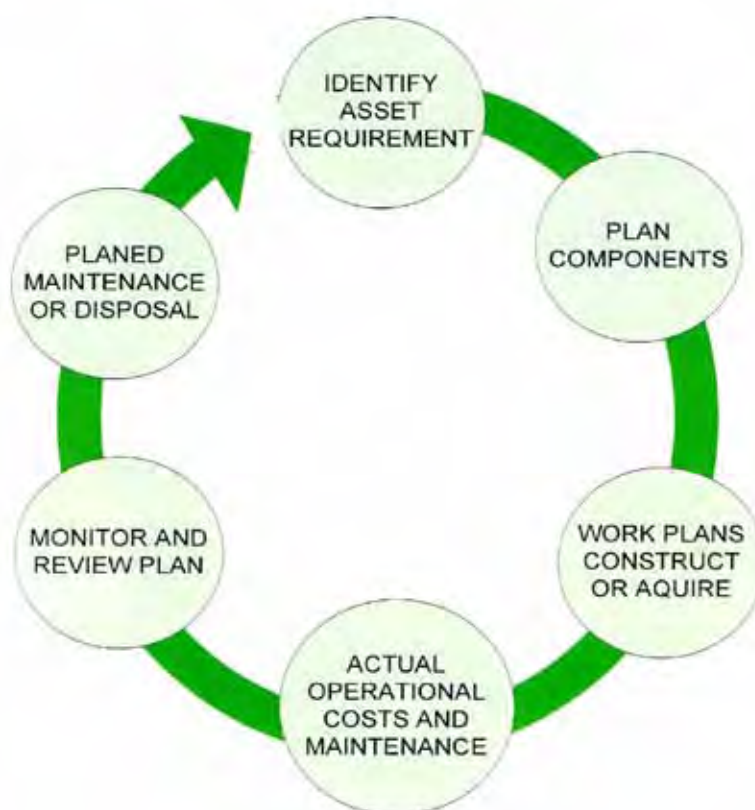 IDENTIFY
ASSET
REQUIREMENT
PLAN
COMPONENTS
WORK PLANS
CONSTRUCT
OR AQUIRE
ACTUAL
OPERATIONAL
COSTS AND
MAINTENANCE
MONITOR AND
REVIEW PLAN
PLANED
MAINTENANCE
OR DISPOSAL